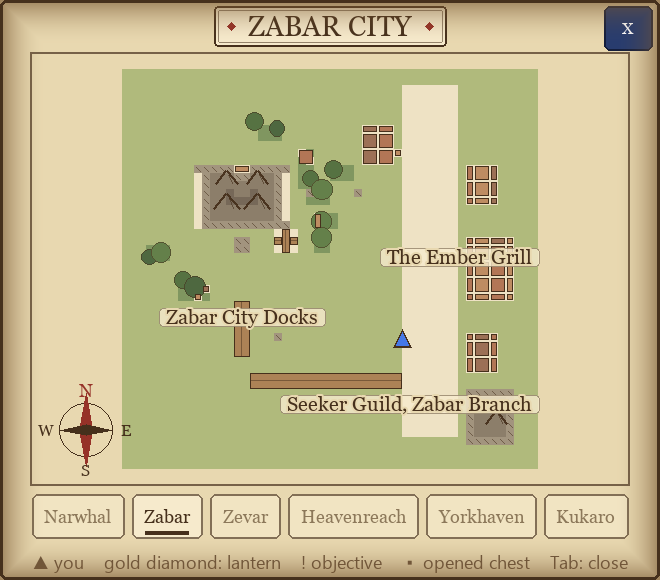 ZABAR CITY
X
The Ember Grill
Zabar City Docks
Seeker Guild, Zabar Branch
N
W E
S
Narwhal Zabar Zevar Heavenreach Yorkhaven Kukaro
▲ you gold diamond: lantern ! objective • opened chest Tab: close